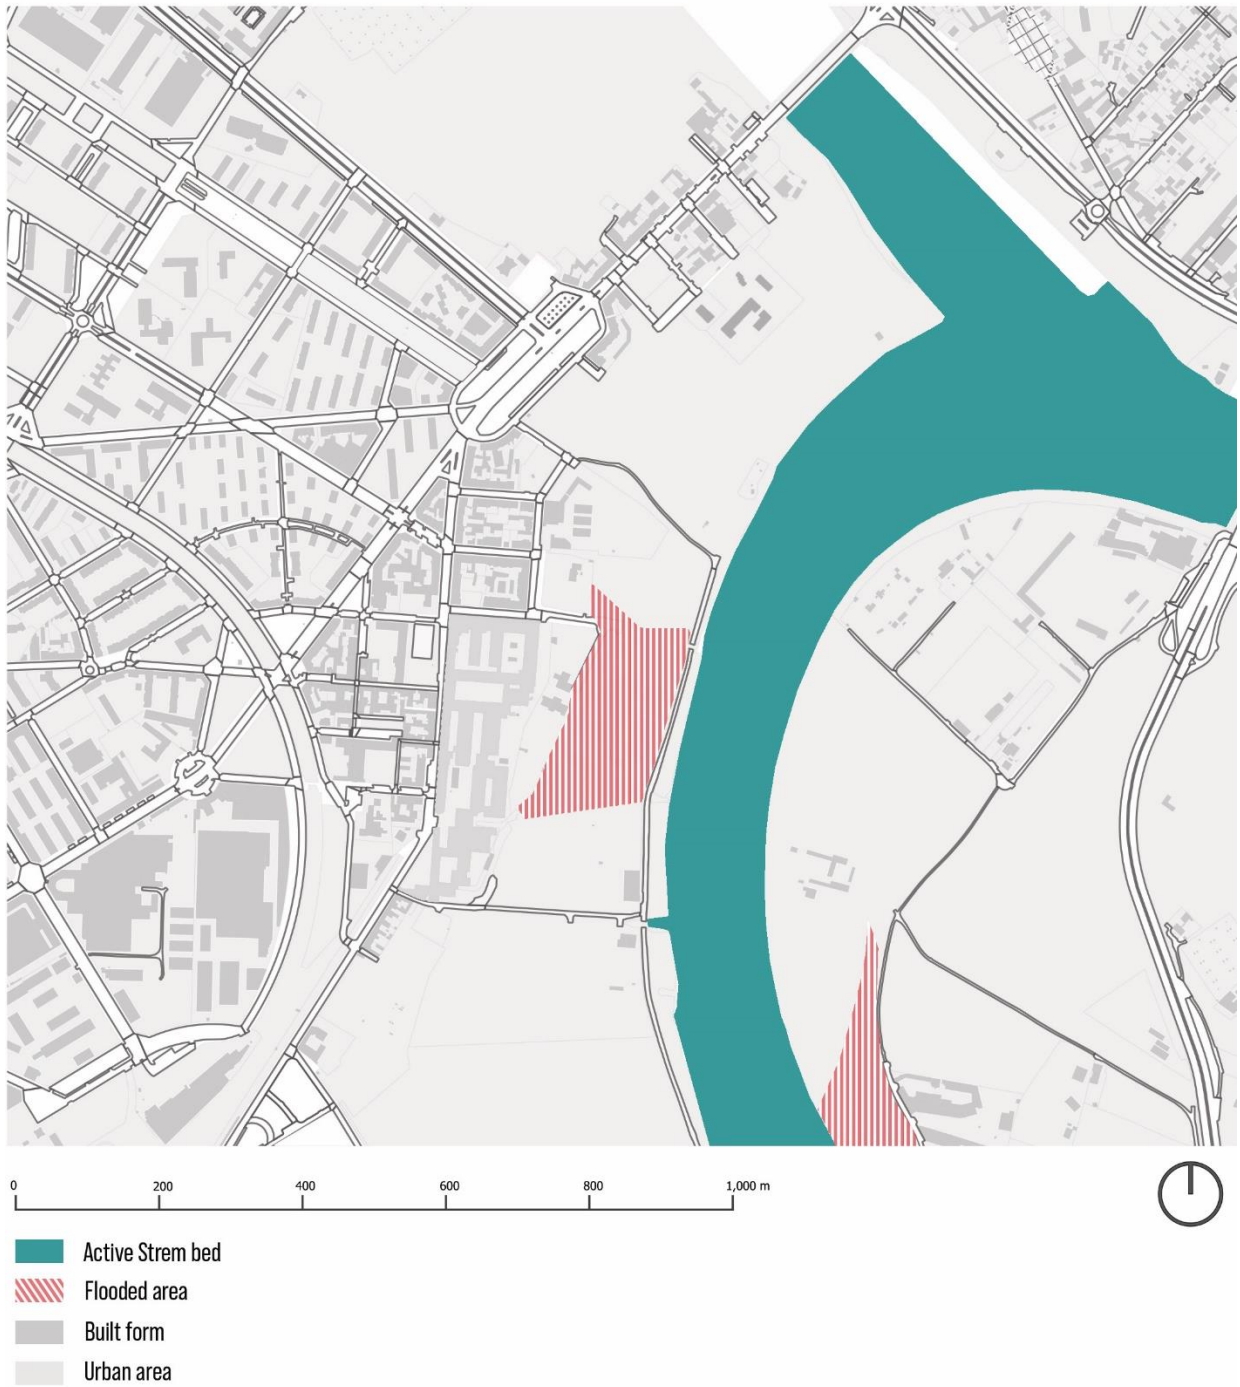 0 200 400 600 800 1,000 m
Active Strem bed
Flooded area
Built form
Urban area